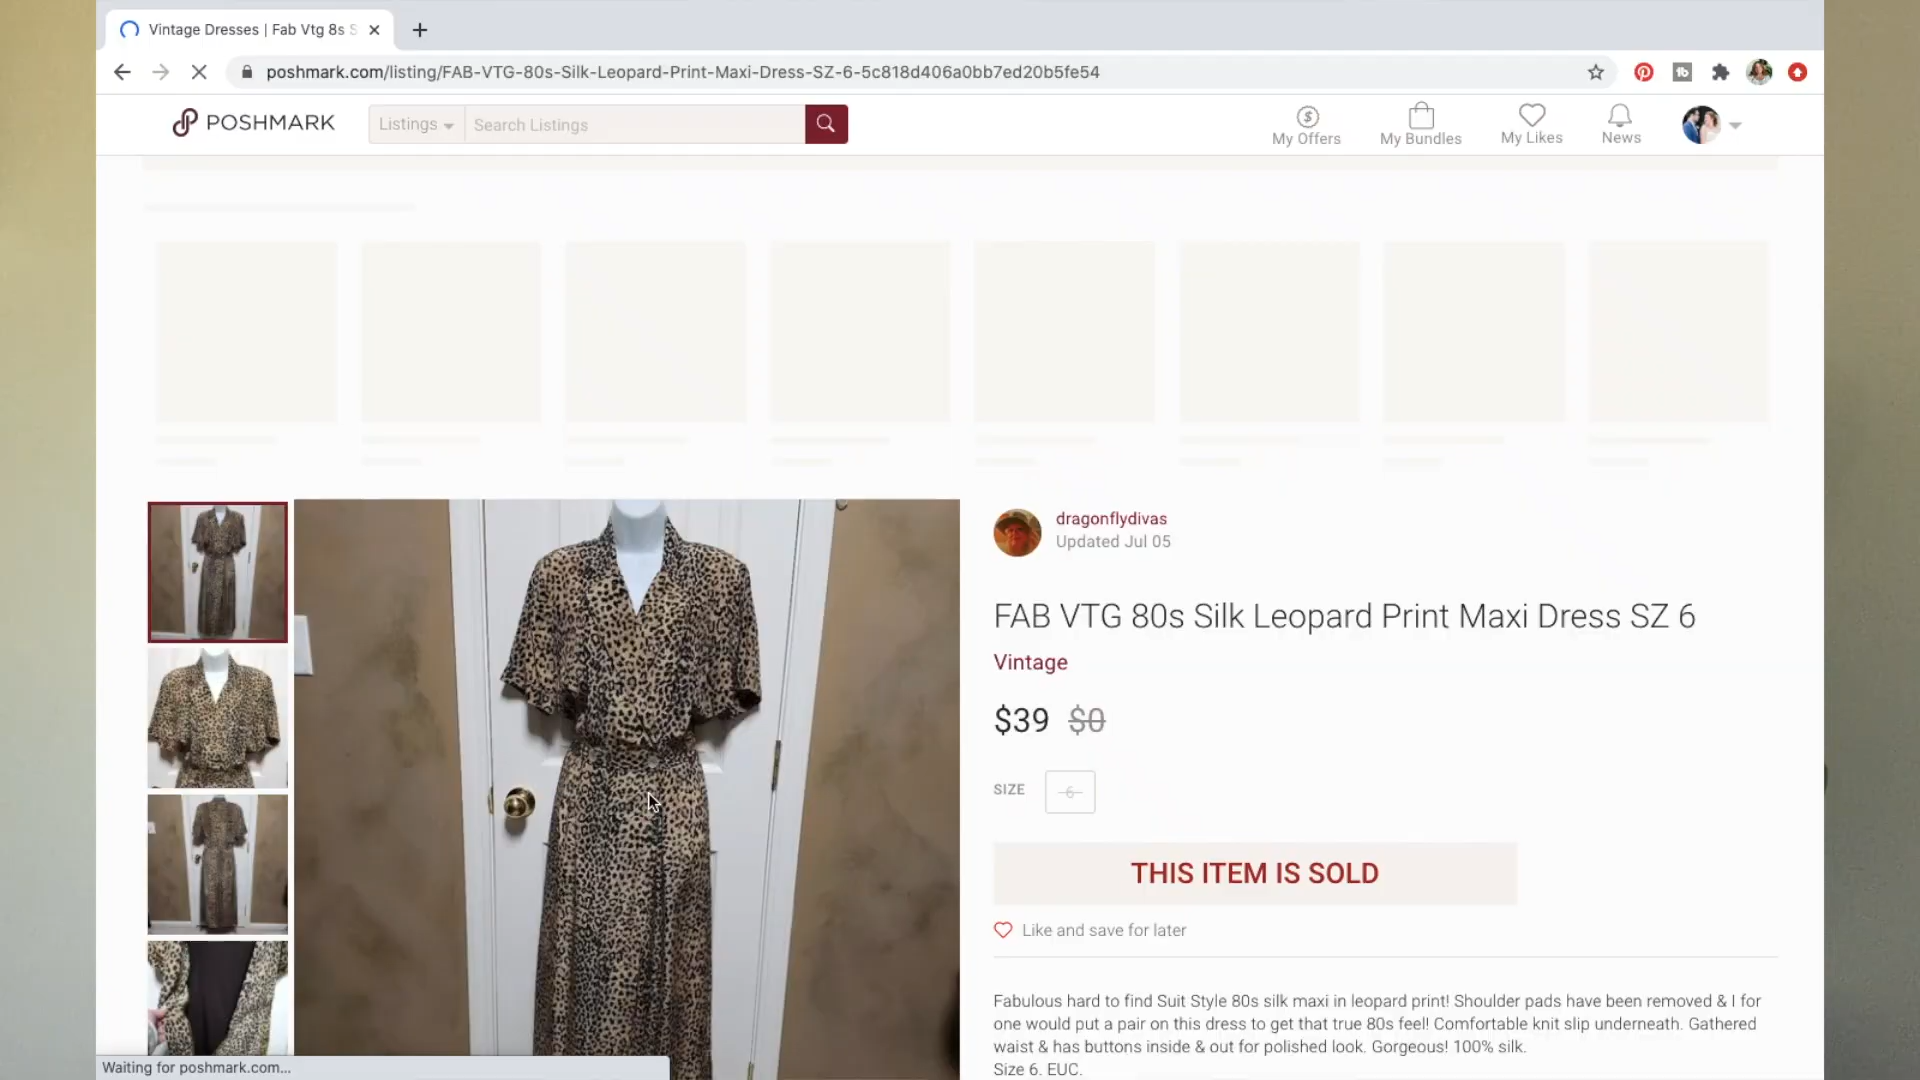 Vintage Dresses | Fab Vtg 8s S
poshmark.com/listing/FAB-VTG-80s-Silk-Leopard-Print-Maxi-Dress-SZ-6-5c818d406a0bb7ed20b5fe54
POSHMARK
Listings
Search Listings
My Offers
My Bundles
My Likes
News
dragonflydivas
Updated Jul 05
FAB VTG 80s Silk Leopard Print Maxi Dress SZ 6
Vintage
$39 $0
SIZE 6
THIS ITEM IS SOLD
Like and save for later
Fabulous hard to find Suit Style 80s silk maxi in leopard print! Shoulder pads have been removed & I for
one would put a pair on this dress to get that true 80s feel! Comfortable knit slip underneath. Gathered
waist & has buttons inside & out for polished look. Gorgeous! 100% silk.
Size 6. EUC.
Waiting for poshmark.com...